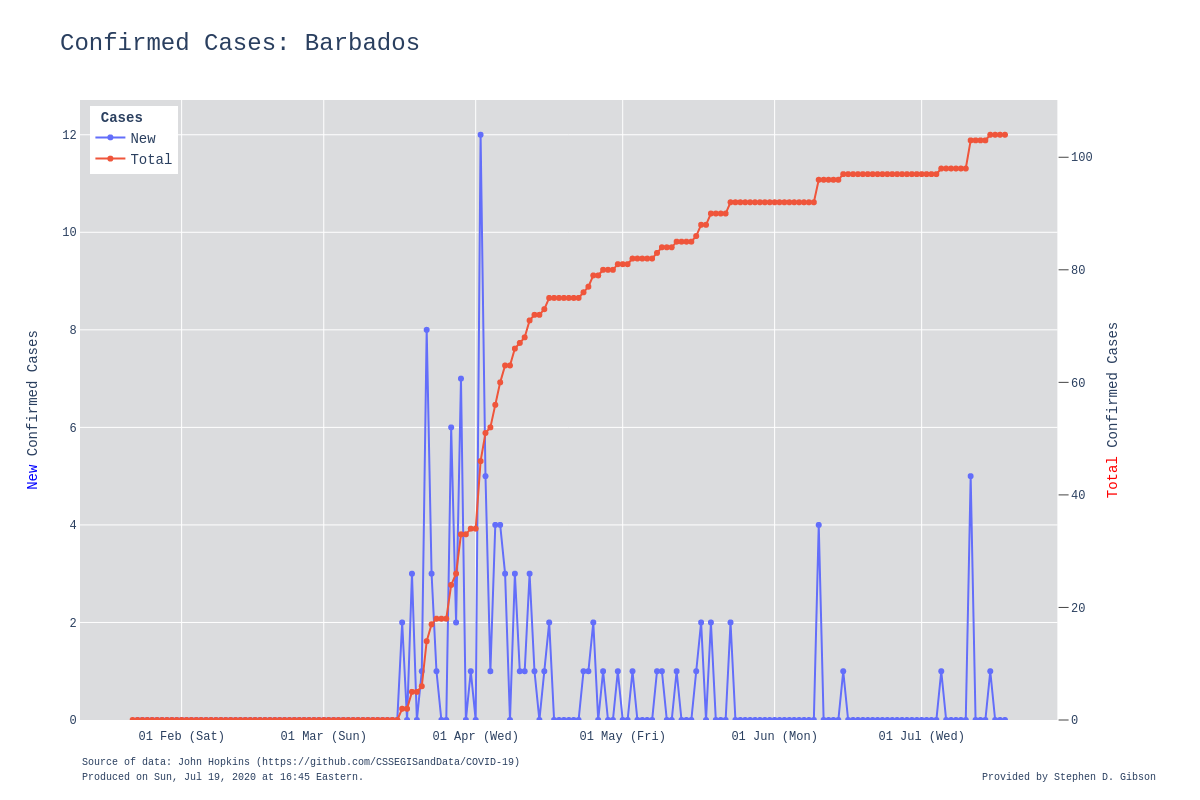 Confirmed Cases: Barbados
Cases
New
Total
12
10
8
6
4
2
0
100
80
60
40
20
0
New Confirmed Cases
Total Confirmed Cases
01 Feb (Sat)
01 Mar (Sun)
01 Apr (Wed)
01 May (Fri)
01 Jun (Mon)
01 Jul (Wed)
Source of data: John Hopkins (https://github.com/CSSEGISandData/COVID-19)
Produced on Sun, Jul 19, 2020 at 16:45 Eastern.
Provided by Stephen D. Gibson